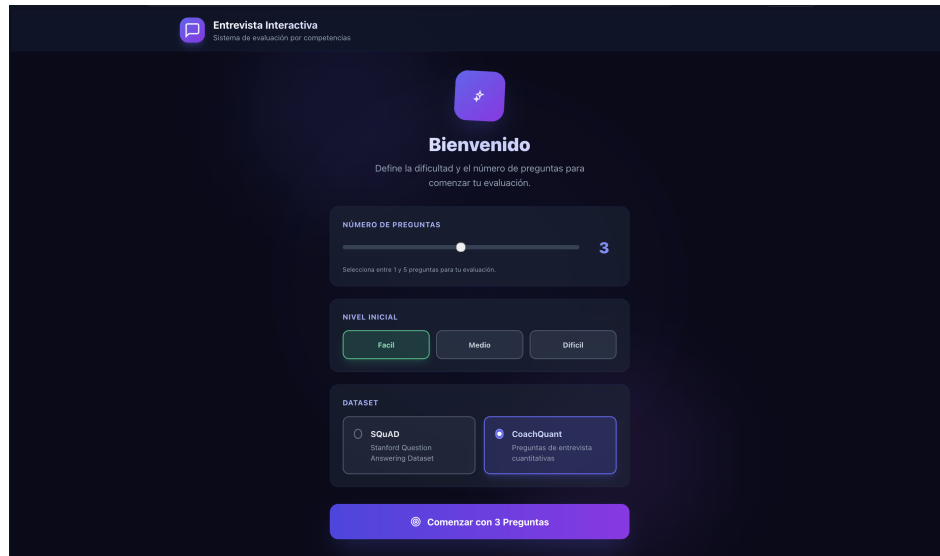 Entrevista Interactiva
Sistema de evaluación por competencias
Bienvenido
Define la dificultad y el número de preguntas para
comenzar tu evaluación.
NÚMERO DE PREGUNTAS
3
Selecciona entre 1 y 5 preguntas para tu evaluación.
NIVEL INICIAL
Facil
Medio
Dificil
DATASET
SQuAD
Stanford Question
Answering Dataset
CoachQuant
Preguntas de entrevista
cuantitativas
Comenzar con 3 Preguntas